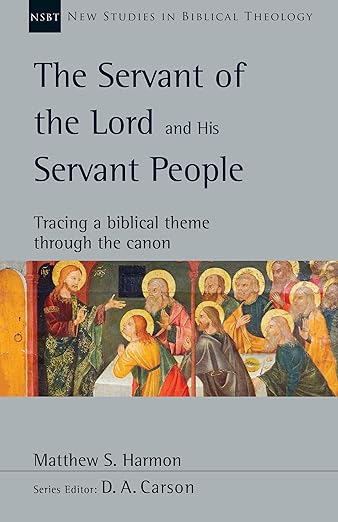 NSBT New Studies in Biblical Theology
The Servant of
the Lord and His
Servant People
Tracing a biblical theme
through the canon
Matthew S. Harmon
Series Editor: D. A. Carson